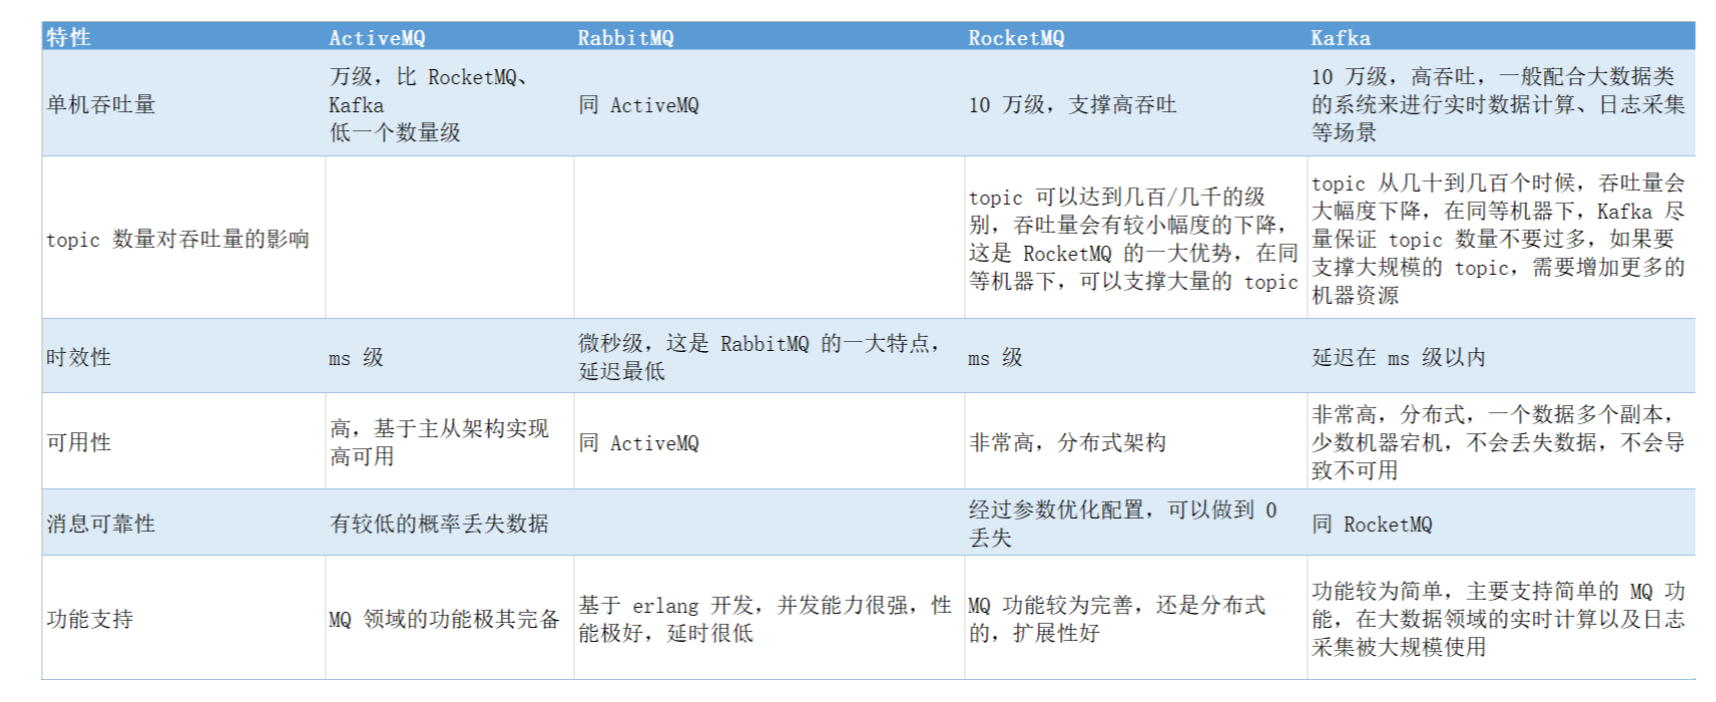 特性 ActiveMQ RabbitMQ RocketMQ Kafka
单机吞吐量
万级，比 RocketMQ、
Kafka
低一个数量级
同 ActiveMQ
10 万级，支撑高吞吐
10 万级，高吞吐，一般配合大数据类
的系统来进行实时数据计算、日志采集
等场景
topic 数量对吞吐量的影响
topic 可以达到几百/几千的级
别，吞吐量会有较小幅度的下降，
这是 RocketMQ 的一大优势，在同
等机器下，可以支撑大量的 topic
topic 从几十到几百个时候，吞吐量会
大幅度下降，在同等机器下，Kafka 尽
量保证 topic 数量不要过多，如果要
支撑大规模的 topic，需要增加更多的
机器资源
时效性
ms 级
微秒级，这是 RabbitMQ 的一大特点，
延迟最低
ms 级
延迟在 ms 级以内
可用性
高，基于主从架构实现
高可用
同 ActiveMQ
非常高，分布式架构
非常高，分布式，一个数据多个副本，
少数机器宕机，不会丢失数据，不会导
致不可用
消息可靠性
有较低的概率丢失数据
经过参数优化配置，可以做到 0
丢失
同 RocketMQ
功能支持
MQ 领域的功能极其完备
基于 erlang 开发，并发能力很强，性
能极好，延时很低
MQ 功能较为完善，还是分布式
的，扩展性好
功能较为简单，主要支持简单的 MQ 功
能，在大数据领域的实时计算以及日志
采集被大规模使用